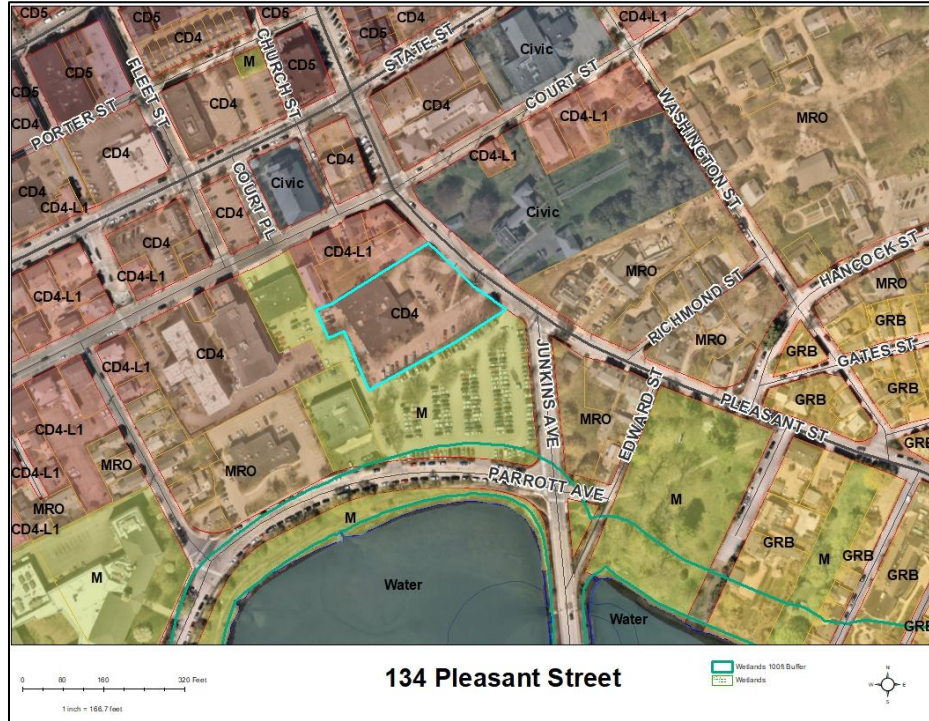 CD5
CD5
CD4
CD4
CD4-L1
CD5
FLEET ST
CHURCH ST
M
CD5
STATE ST
Civic
COURT ST
CD5
CD4
CD4
CD4
WASHINGTON ST
MRO
PORTER ST
CD4
CD4-L1
CD4
CD4-L1
CD4-L1
COURT PL
Civic
CD4
Civic
CD4
CD4-L1
CD4-L1
CD4-L1
HANCOCK ST
MRO
RICHMOND ST
MRO
GRB
CD4
CD4
CD4-L1
JUNKINS AVE
MRO
GRB
GRB
GATES ST
M
MRO
EDWARD ST
GRB
PLEASANT ST
GRB
CD4-L1
MRO
MRO
PARROTT AVE
M
MRO
CD4-L1
M
M
GRB
M
GRB
GRB
Water
Water
GRB
134 Pleasant Street
0 80 160 320 Feet
1 inch = 166.7 feet
Wetlands 100ft Buffer
Wetlands
N
W E
S